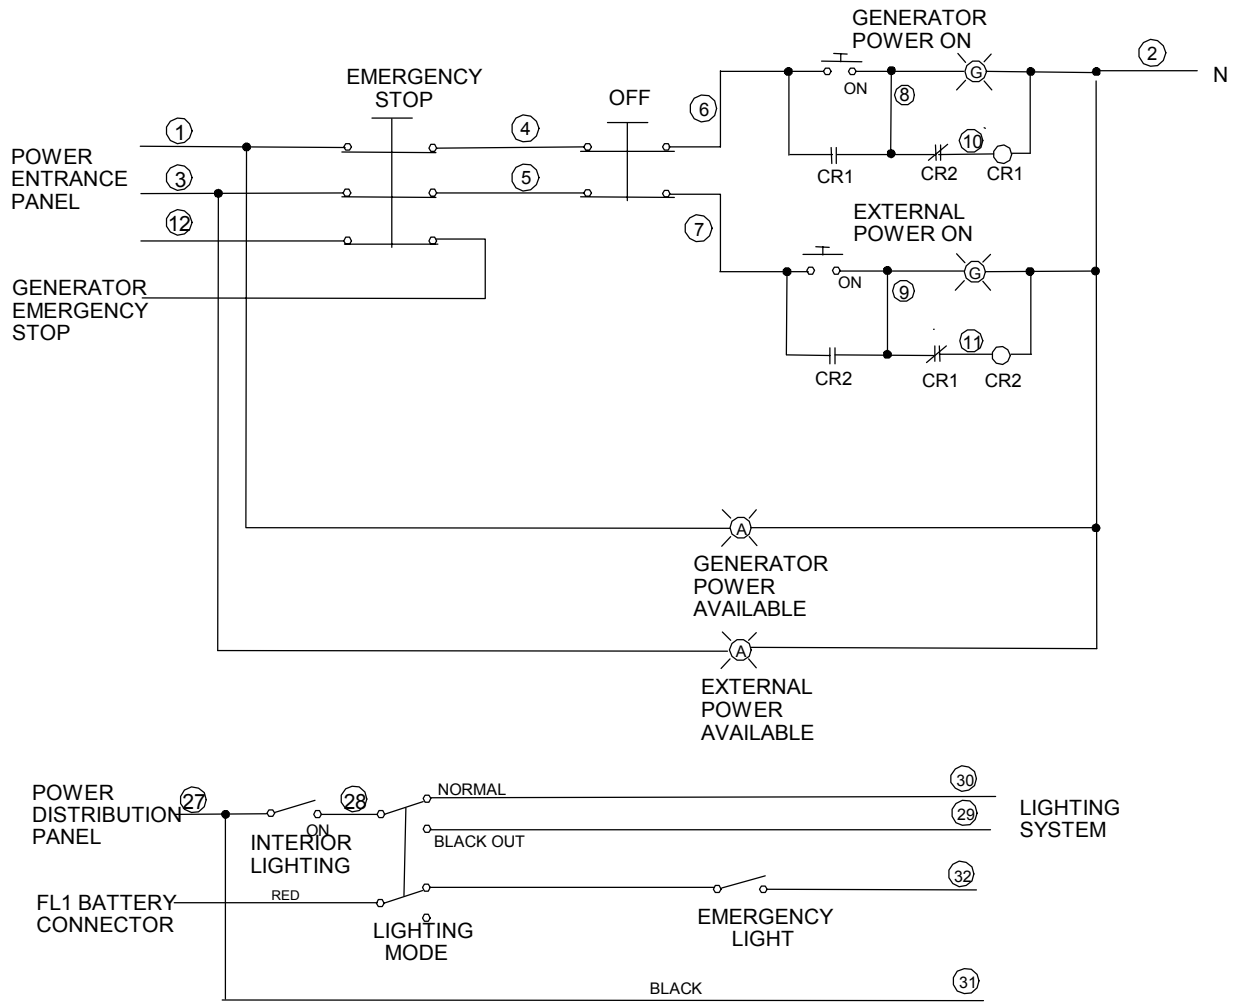 GENERATOR
POWER ON
2
N
G
ON
8
EMERGENCY
STOP
OFF
6
1
4
10
CR1
CR2
CR1
POWER
ENTRANCE
PANEL
3
5
12
7
EXTERNAL
POWER ON
G
ON
9
GENERATOR
EMERGENCY
STOP
11
CR2
CR1
CR2
A
GENERATOR
POWER
AVAILABLE
A
EXTERNAL
POWER
AVAILABLE
POWER
DISTRIBUTION
PANEL
27
28
ON
INTERIOR
LIGHTING
NORMAL
30
BLACK OUT
29
LIGHTING
SYSTEM
FL1 BATTERY
CONNECTOR
RED
LIGHTING
MODE
EMERGENCY
LIGHT
32
BLACK
31